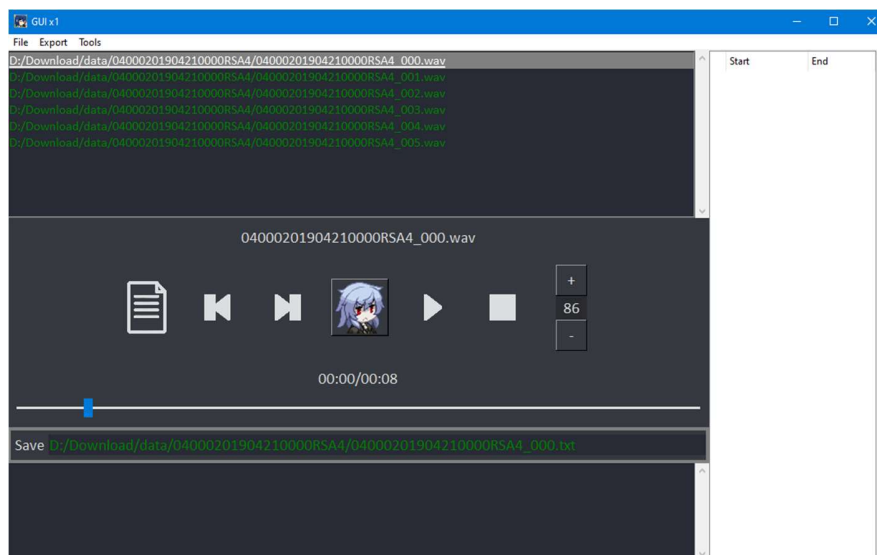 GUI x1
File Export Tools
D:/Download/data/04000201904210000RSA4/04000201904210000RSA4_000.wav
D:/Download/data/04000201904210000RSA4/04000201904210000RSA4_001.wav
D:/Download/data/04000201904210000RSA4/04000201904210000RSA4_002.wav
D:/Download/data/04000201904210000RSA4/04000201904210000RSA4_003.wav
D:/Download/data/04000201904210000RSA4/04000201904210000RSA4_004.wav
D:/Download/data/04000201904210000RSA4/04000201904210000RSA4_005.wav
Start End
04000201904210000RSA4_000.wav
+
86
-
00:00/00:08
Save D:/Download/data/04000201904210000RSA4/04000201904210000RSA4_000.txt